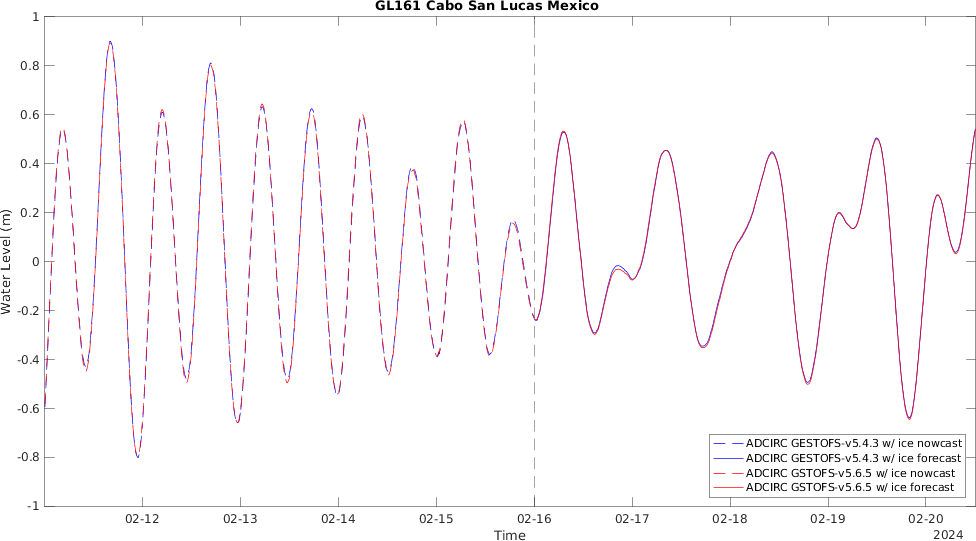 GL161 Cabo San Lucas Mexico
1
0.8
0.6
0.4
0.2
0
-0.2
-0.4
-0.6
-0.8
-1
Water Level (m)
ADCIRC GESTOFS-v5.4.3 w/ ice nowcast
ADCIRC GESTOFS-v5.4.3 w/ ice forecast
ADCIRC GSTOFS-v5.6.5 w/ ice nowcast
ADCIRC GSTOFS-v5.6.5 w/ ice forecast
02-12 02-13 02-14 02-15 02-16 02-17 02-18 02-19 02-20
Time
2024